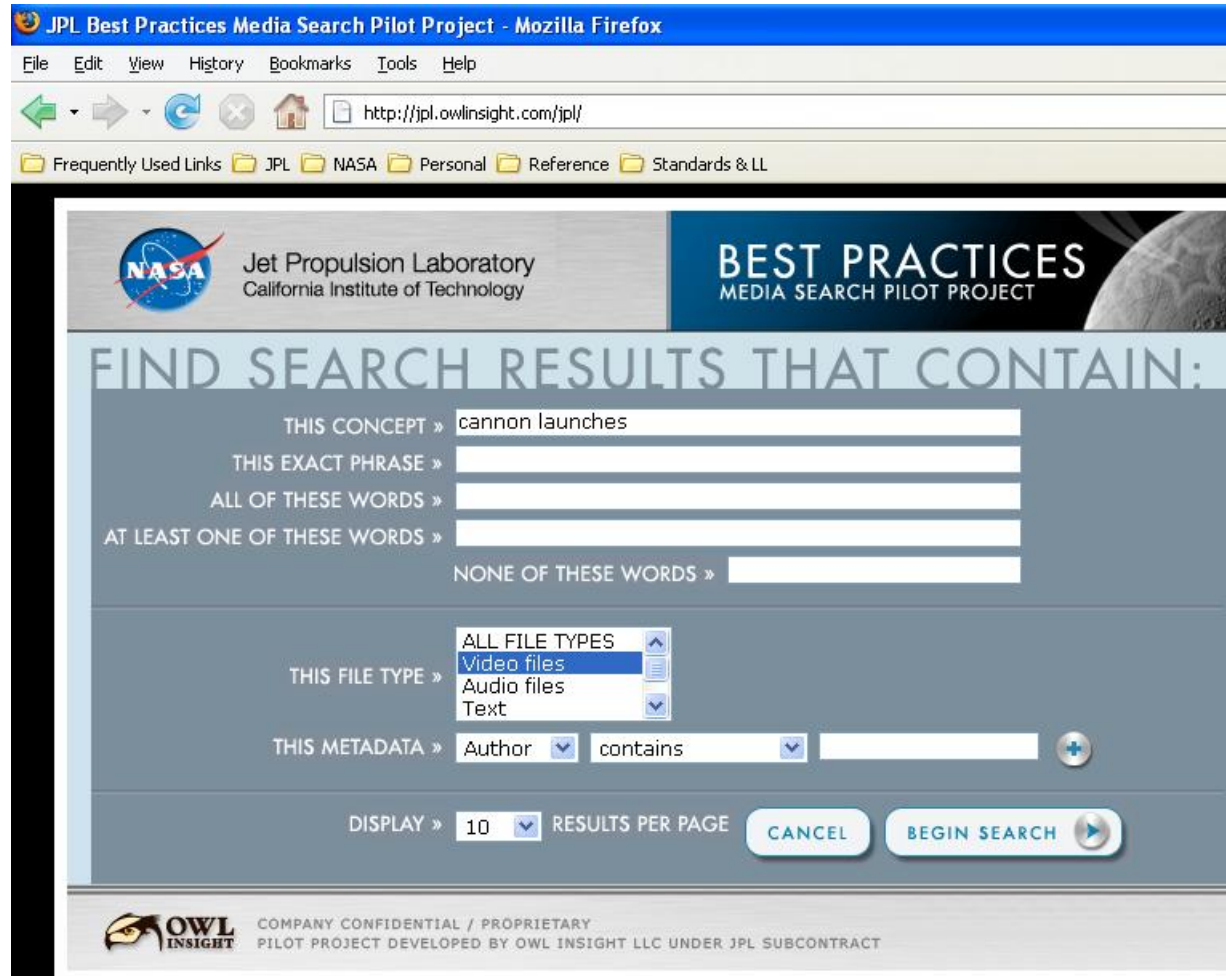 JPL Best Practices Media Search Pilot Project - Mozilla Firefox
File Edit View History Bookmarks Tools Help
http://jpl.owlinsight.com/jpl/
Frequently Used Links JPL NASA Personal Reference Standards & LL
NASA
Jet Propulsion Laboratory
California Institute of Technology
BEST PRACTICES
MEDIA SEARCH PILOT PROJECT
FIND SEARCH RESULTS THAT CONTAIN:
THIS CONCEPT » cannon launches
THIS EXACT PHRASE »
ALL OF THESE WORDS »
AT LEAST ONE OF THESE WORDS »
NONE OF THESE WORDS »
ALL FILE TYPES
THIS FILE TYPE » Video files
Audio files
Text
THIS METADATA » Author contains
DISPLAY » 10 RESULTS PER PAGE CANCEL BEGIN SEARCH
OWL INSIGHT
COMPANY CONFIDENTIAL / PROPRIETARY
PILOT PROJECT DEVELOPED BY OWL INSIGHT LLC UNDER JPL SUBCONTRACT